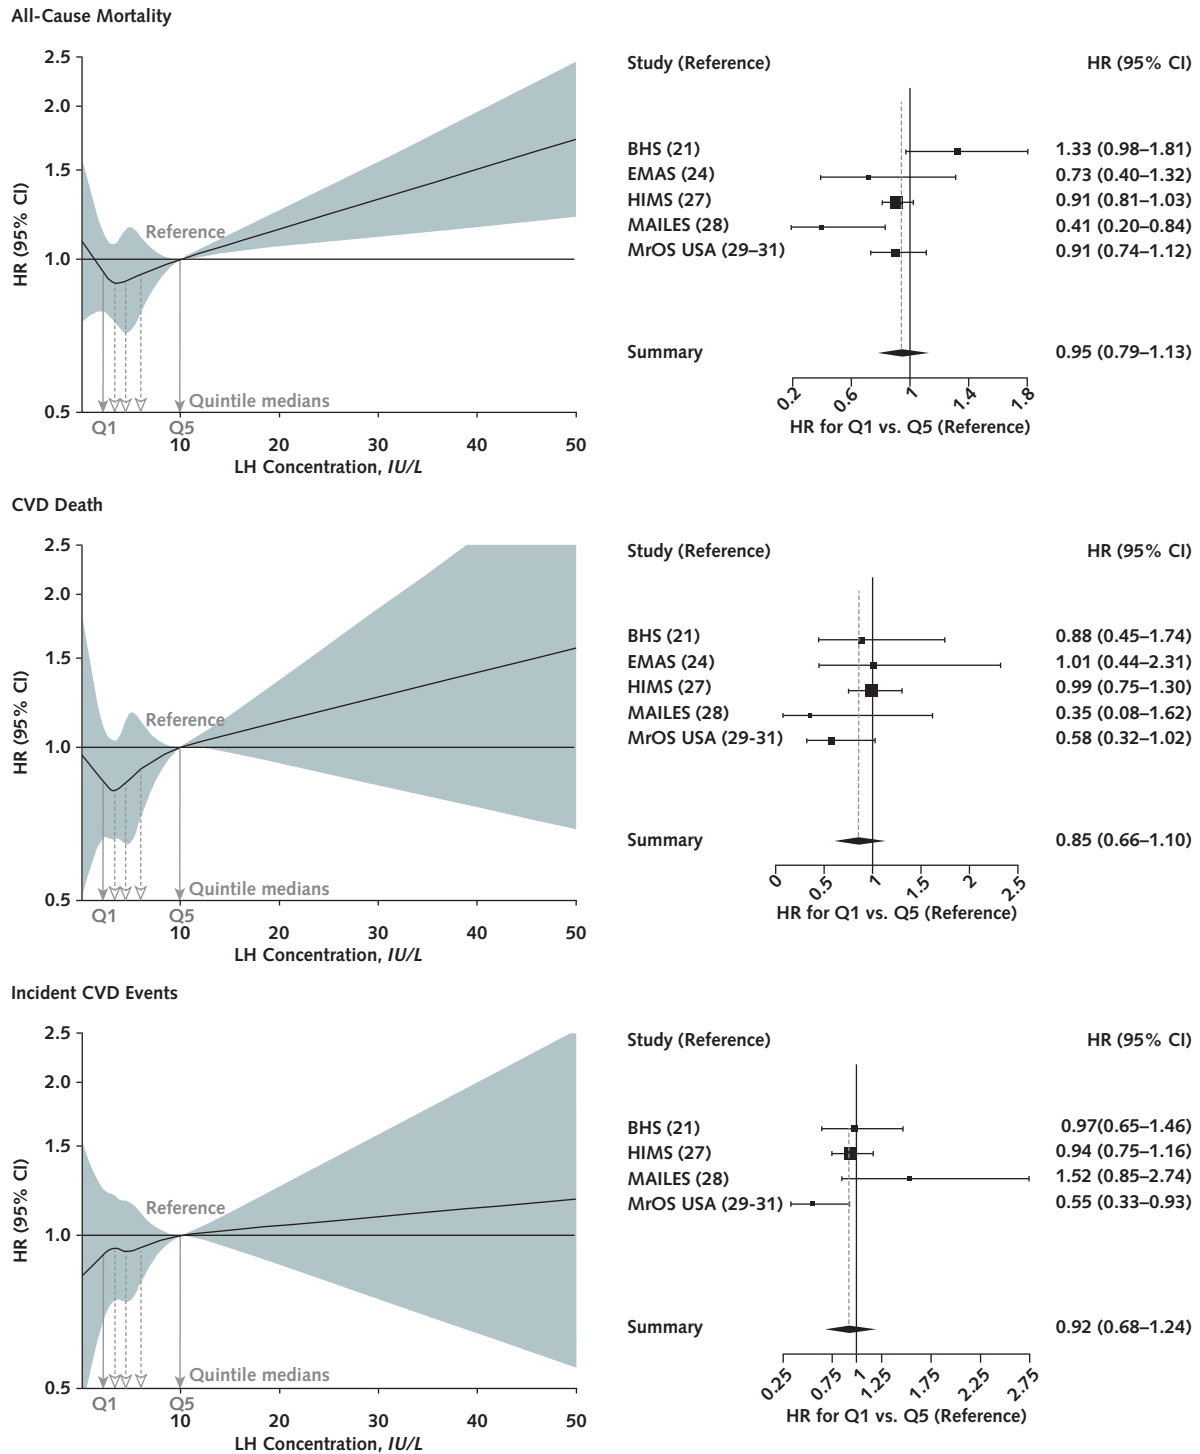 All-Cause Mortality
2.5
2.0
1.5
1.0
0.5
HR (95% CI)
Reference
Quintile medians
Q1
Q5
10
20
30
40
50
LH Concentration, IU/L
Study (Reference)
HR (95% CI)
BHS (21)
1.33 (0.98–1.81)
EMAS (24)
0.73 (0.40–1.32)
HIMS (27)
0.91 (0.81–1.03)
MAILES (28)
0.41 (0.20–0.84)
MrOS USA (29–31)
0.91 (0.74–1.12)
Summary
0.95 (0.79–1.13)
0.2
0.6
1
1.4
1.8
HR for Q1 vs. Q5 (Reference)
CVD Death
2.5
2.0
1.5
1.0
0.5
HR (95% CI)
Reference
Quintile medians
Q1
Q5
10
20
30
40
50
LH Concentration, IU/L
Study (Reference)
HR (95% CI)
BHS (21)
0.88 (0.45–1.74)
EMAS (24)
1.01 (0.44–2.31)
HIMS (27)
0.99 (0.75–1.30)
MAILES (28)
0.35 (0.08–1.62)
MrOS USA (29-31)
0.58 (0.32–1.02)
Summary
0.85 (0.66–1.10)
0
0.5
1
1.5
2
2.5
HR for Q1 vs. Q5 (Reference)
Incident CVD Events
2.5
2.0
1.5
1.0
0.5
HR (95% CI)
Reference
Quintile medians
Q1
Q5
10
20
30
40
50
LH Concentration, IU/L
Study (Reference)
HR (95% CI)
BHS (21)
0.97(0.65–1.46)
HIMS (27)
0.94 (0.75–1.16)
MAILES (28)
1.52 (0.85–2.74)
MrOS USA (29-31)
0.55 (0.33–0.93)
Summary
0.92 (0.68–1.24)
0.25
0.75
1
1.25
1.75
2.25
2.75
HR for Q1 vs. Q5 (Reference)